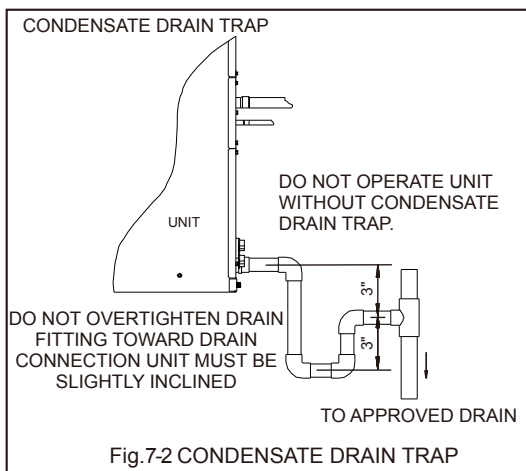 CONDENSATE DRAIN TRAP
DO NOT OPERATE UNIT
WITHOUT CONDENSATE
DRAIN TRAP.
UNIT
3"
3"
DO NOT OVERTIGHTEN DRAIN
FITTING TOWARD DRAIN
CONNECTION UNIT MUST BE
SLIGHTLY INCLINED
TO APPROVED DRAIN
Fig.7-2 CONDENSATE DRAIN TRAP